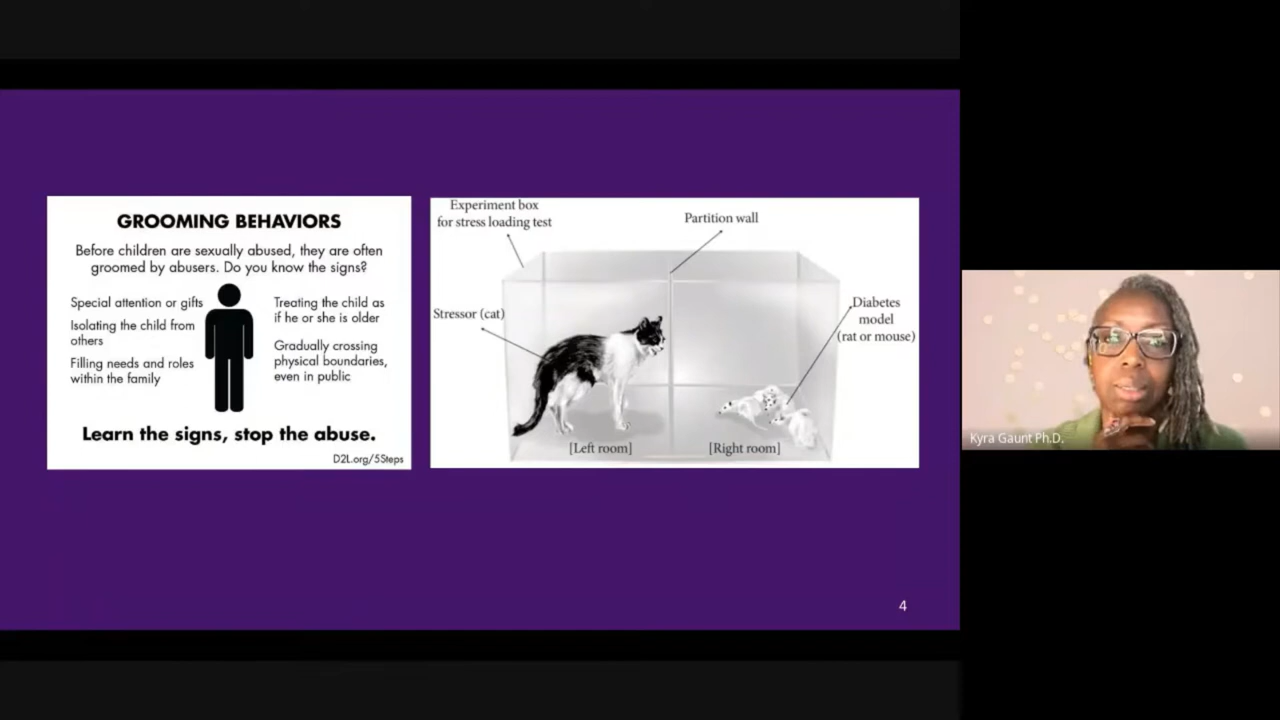 GROOMING BEHAVIORS
Before children are sexually abused, they are often
groomed by abusers. Do you know the signs?
Special attention or gifts
Isolating the child from
others
Filling needs and roles
within the family
Treating the child as
if he or she is older
Gradually crossing
physical boundaries,
even in public
Learn the signs, stop the abuse.
D2L.org/5Steps
Experiment box
for stress loading test
Partition wall
Stressor (cat)
Diabetes
model
(rat or mouse)
[Left room]
[Right room]
4
Kyra Gaunt Ph.D.